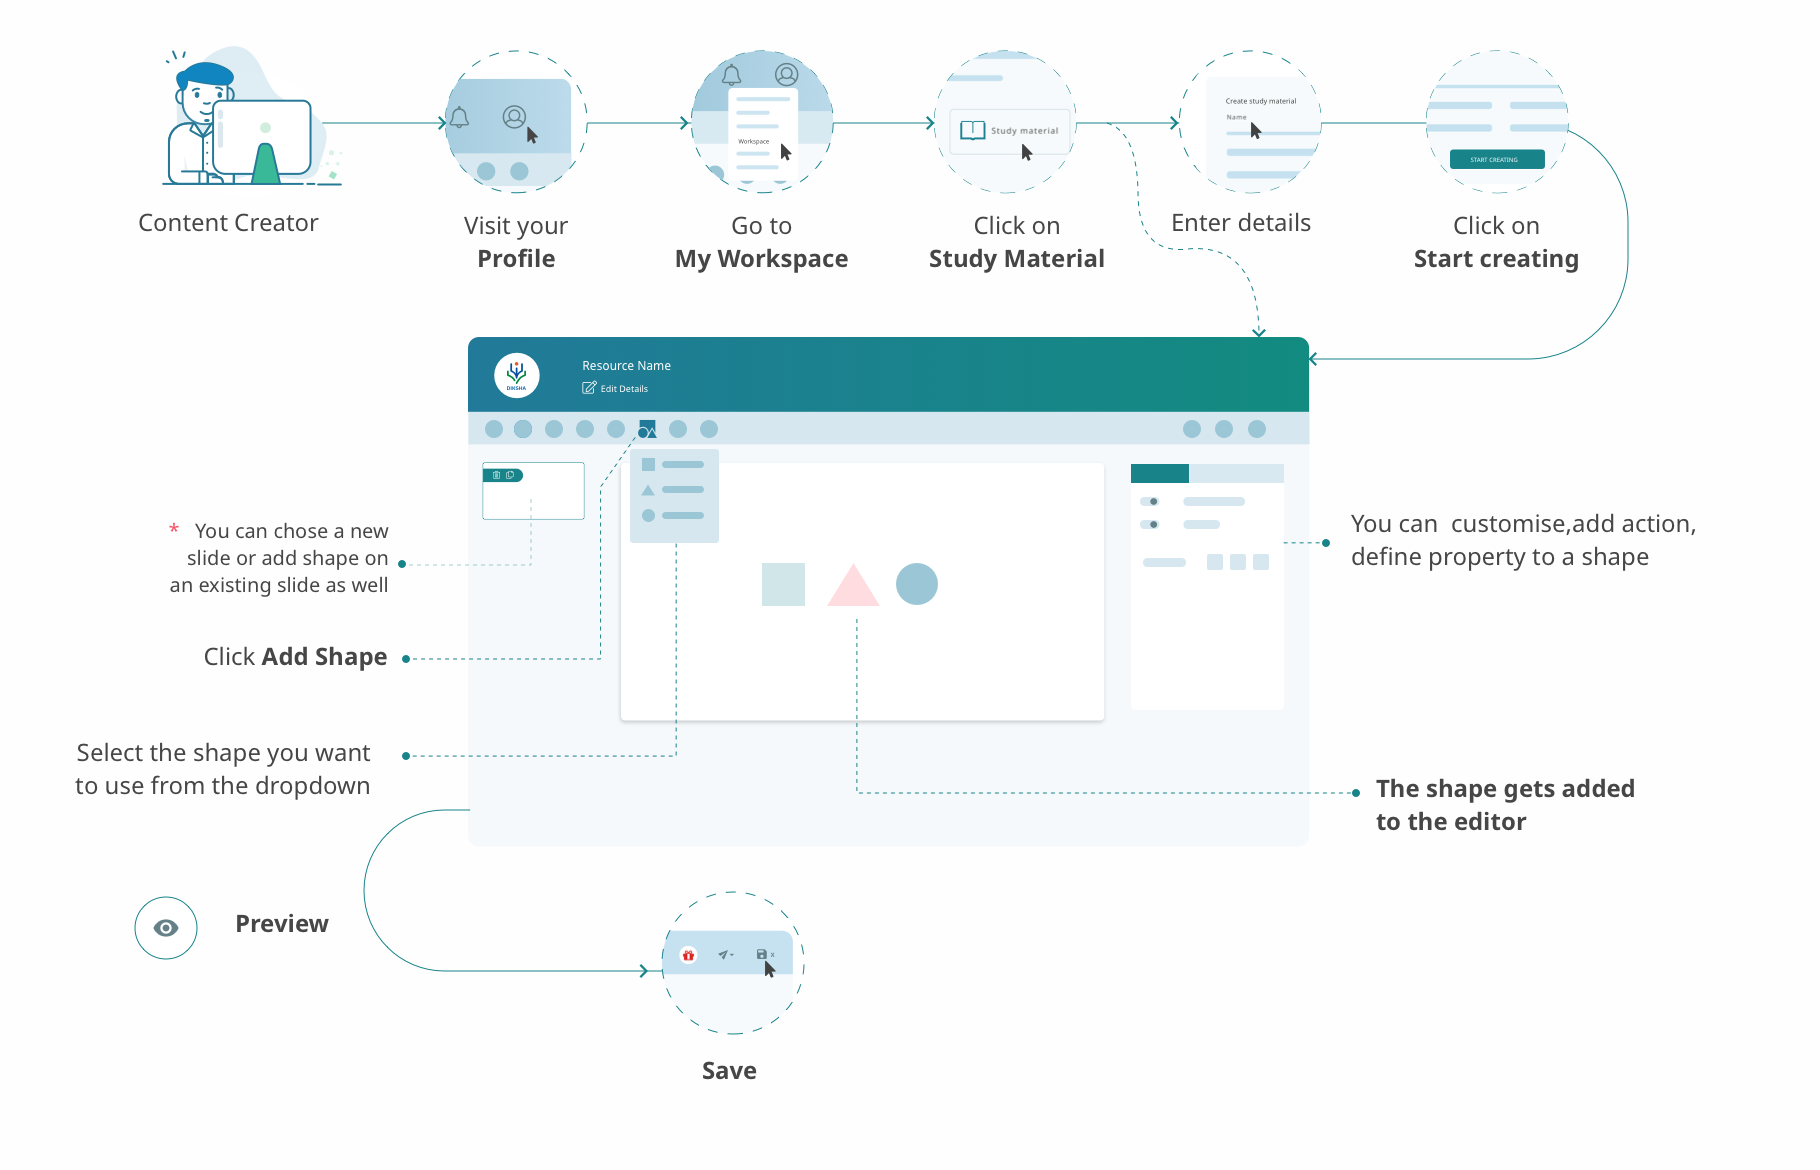 Content Creator
Visit your
Profile
Workspace
Go to
My Workspace
Study material
Click on
Study Material
Create study material
Name
Enter details
START CREATING
Click on
Start creating
DIKSHA
Resource Name
Edit Details
* You can chose a new
slide or add shape on
an existing slide as well
You can  customise,add action,
define property to a shape
Click Add Shape
Select the shape you want
to use from the dropdown
The shape gets added
to the editor
Preview
x
Save